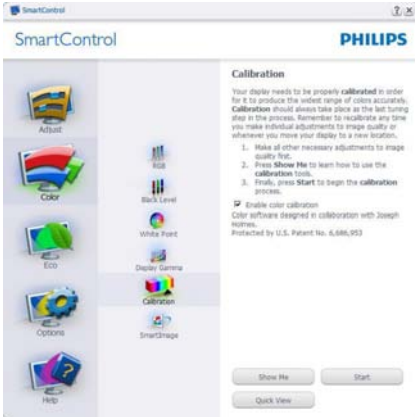 SmartControl
SmartControl
PHILIPS
Adjust
Color
Eco
Options
Help
RGB
Black Level
White Point
Display Gamma
Calibration
SmartImage
Calibration
Your display needs to be properly calibrated in order
for it to produce the widest range of colors accurately.
Calibration should always take place as the last tuning
step in the process. Remember to recalibrate any time
you make individual adjustments to image quality or
whenever you move your display to a new location.
1. Make all other necessary adjustments to image
quality first.
2. Press Show Me to learn how to use the
calibration tools.
3. Finally, press Start to begin the calibration
process.
Enable color calibration
Color software designed in collaboration with Joseph
Holmes.
Protected by U.S. Patent No. 6,686,953
Show Me
Start
Quick View